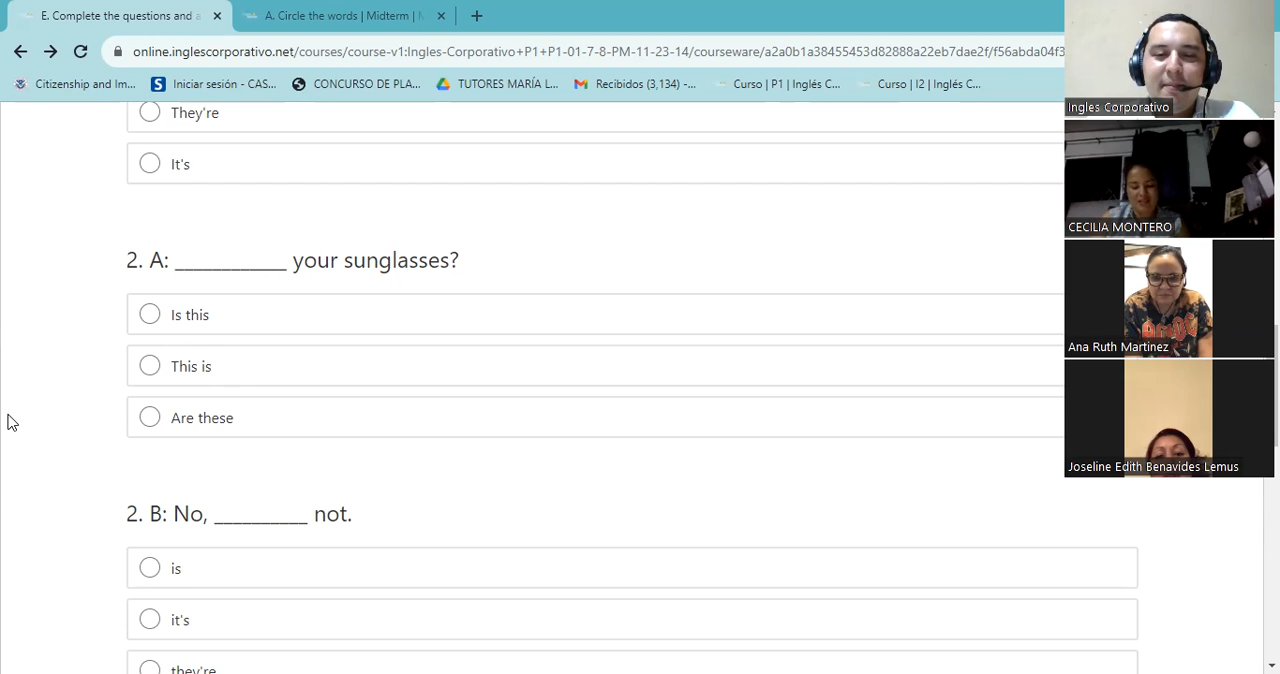 E. Complete the questions and a
A. Circle the words | Midterm |
online.inglescorporativo.net/courses/course-v1:Ingles-Corporativo+P1+P1-01-7-8-PM-11-23-14/courseware/a2a0b1a38455453d82888a22eb7dae2f/f56abda04f3
Citizenship and Im...
Iniciar sesión - CAS...
CONCURSO DE PLA...
TUTORES MARÍA L...
Recibidos (3,134) -...
Curso | P1 | Inglés C...
Curso | I2 | Inglés C...
They're
It's
2. A: ____________ your sunglasses?
Is this
This is
Are these
2. B: No, __________ not.
is
it's
they're
Ingles Corporativo
CECILIA MONTERO
Ana Ruth Martinez
Joseline Edith Benavides Lemus